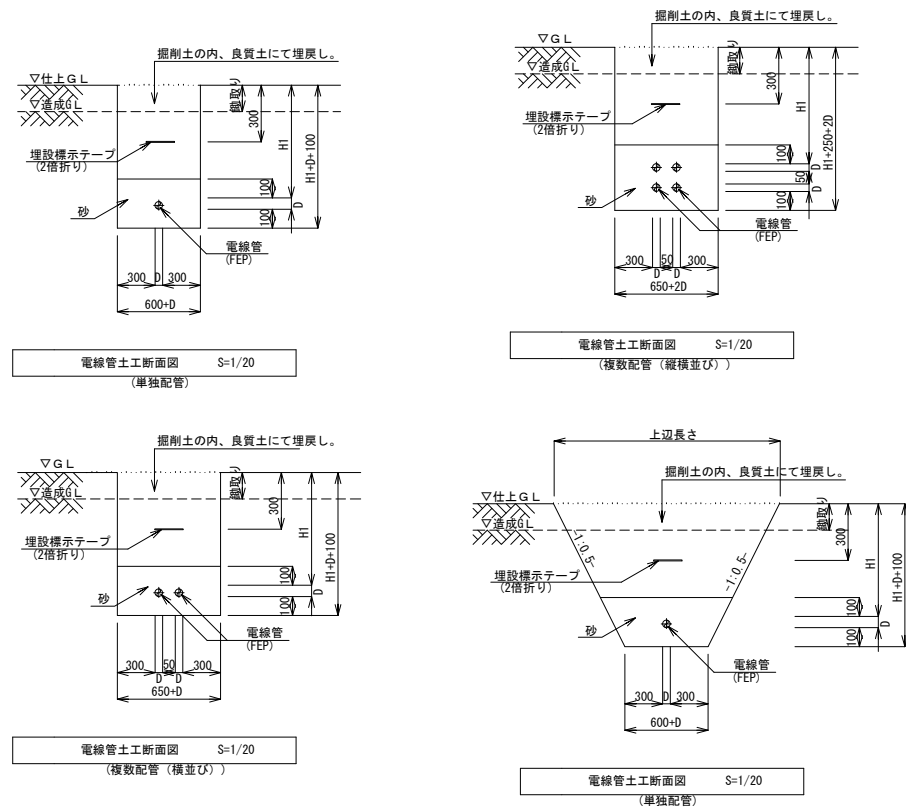 掘削土の内、良質土にて埋戻し。
▽仕上GL
▽造成GL
鋤取り
300
H1
H1+D+100
埋設標示テープ
(2倍折り)
砂
100
D
100
電線管
(FEP)
300 D 300
600+D
電線管土工断面図 S=1/20
(単独配管)
掘削土の内、良質土にて埋戻し。
▽GL
▽造成GL
鋤取り
300
H1
H1+250+2D
埋設標示テープ
(2倍折り)
砂
100
D
50
D
100
電線管
(FEP)
300 50 300
D D
650+2D
電線管土工断面図 S=1/20
(複数配管(縦横並び))
掘削土の内、良質土にて埋戻し。
▽GL
▽造成GL
鋤取り
300
H1
H1+D+100
埋設標示テープ
(2倍折り)
砂
100
D
100
電線管
(FEP)
300 50 300
D D
650+D
電線管土工断面図 S=1/20
(複数配管(横並び))
上辺長さ
掘削土の内、良質土にて埋戻し。
▽仕上GL
▽造成GL
鋤取り
300
H1
H1+D+100
-1:0.5-
-1:0.5-
埋設標示テープ
(2倍折り)
砂
100
D
100
電線管
(FEP)
300 D 300
600+D
電線管土工断面図 S=1/20
(単独配管)